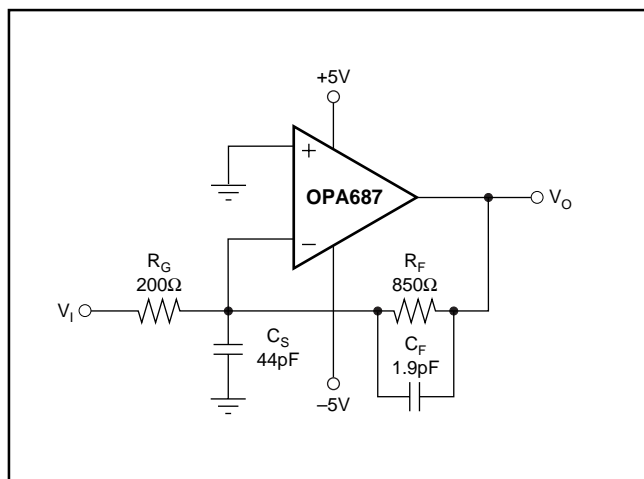 +5V
+
OPA687
−
V_O
R_G
200Ω
R_F
850Ω
V_I
C_S
44pF
C_F
1.9pF
–5V